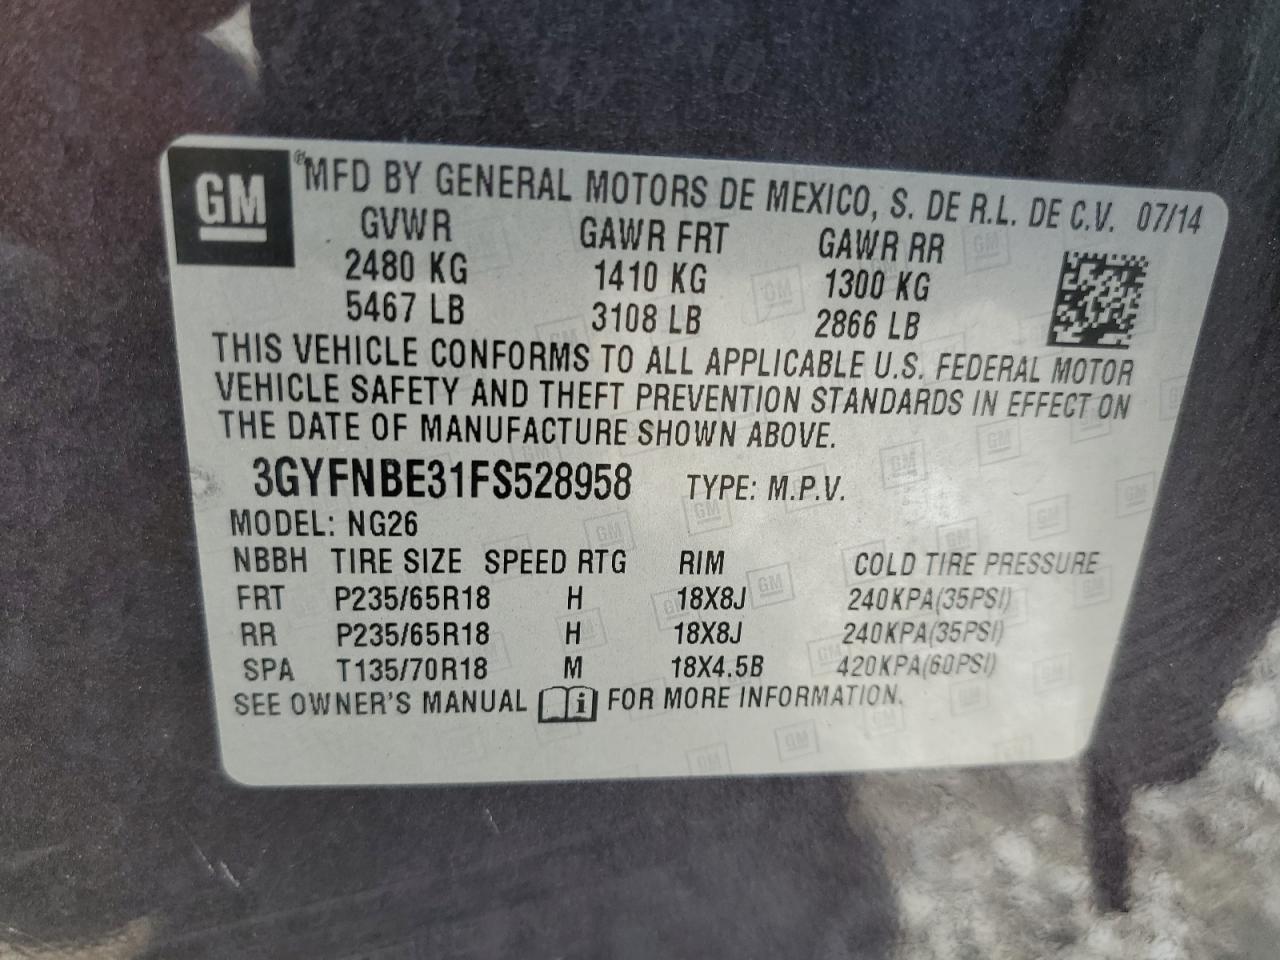 GM ® MFD BY GENERAL MOTORS DE MEXICO, S. DE R.L. DE C.V. 07/14
GVWR GAWR FRT GAWR RR
2480 KG 1410 KG 1300 KG
5467 LB 3108 LB 2866 LB
THIS VEHICLE CONFORMS TO ALL APPLICABLE U.S. FEDERAL MOTOR
VEHICLE SAFETY AND THEFT PREVENTION STANDARDS IN EFFECT ON
THE DATE OF MANUFACTURE SHOWN ABOVE.
3GYFNBE31FS528958 TYPE: M.P.V.
MODEL: NG26
NBBH TIRE SIZE SPEED RTG RIM COLD TIRE PRESSURE
FRT P235/65R18 H 18X8J 240KPA(35PSI)
RR P235/65R18 H 18X8J 240KPA(35PSI)
SPA T135/70R18 M 18X4.5B 420KPA(60PSI)
SEE OWNER'S MANUAL i FOR MORE INFORMATION.